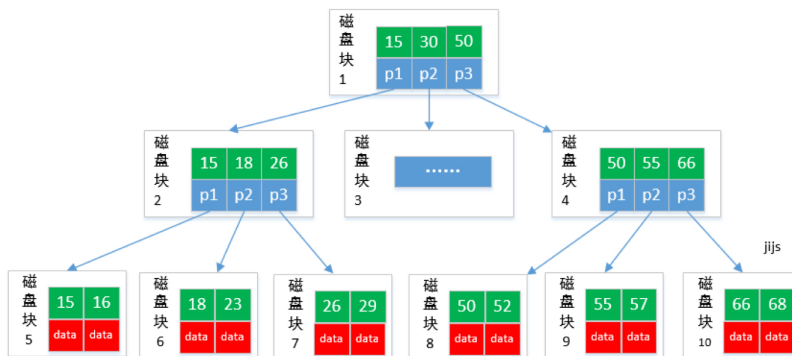 磁盘块1
15 30 50
p1 p2 p3
磁盘块2
15 18 26
p1 p2 p3
磁盘块3
······
磁盘块4
50 55 66
p1 p2 p3
jijs
磁盘块5
15 16
data data
磁盘块6
18 23
data data
磁盘块7
26 29
data data
磁盘块8
50 52
data data
磁盘块9
55 57
data data
磁盘块10
66 68
data data